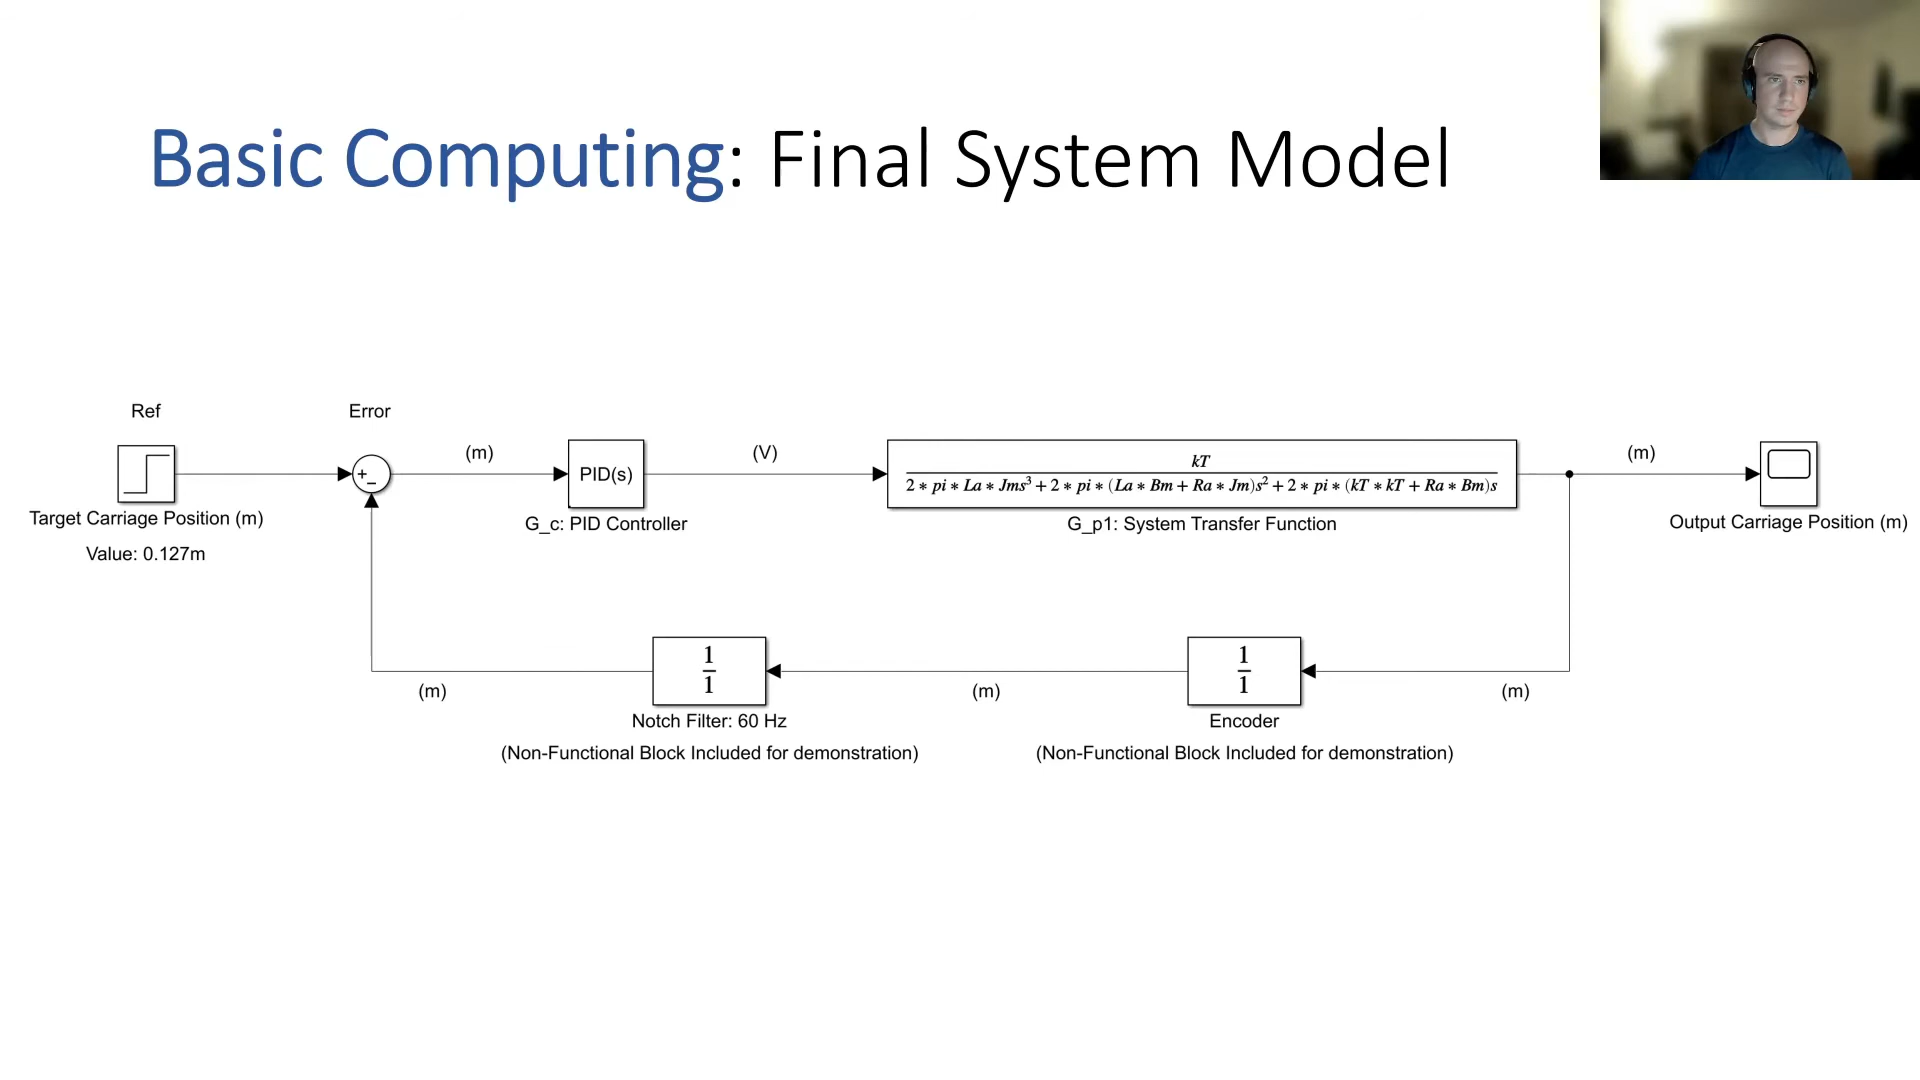 Basic Computing: Final System Model
Ref
Error
(m)
(V)
(m)
+
_
PID(s)
kT
2 * pi * La * Jms³ + 2 * pi * (La * Bm + Ra * Jm)s² + 2 * pi * (kT * kT + Ra * Bm)s
Target Carriage Position (m)
G_c: PID Controller
G_p1: System Transfer Function
Output Carriage Position (m)
Value: 0.127m
1
1
1
1
(m)
(m)
(m)
Notch Filter: 60 Hz
Encoder
(Non-Functional Block Included for demonstration)
(Non-Functional Block Included for demonstration)